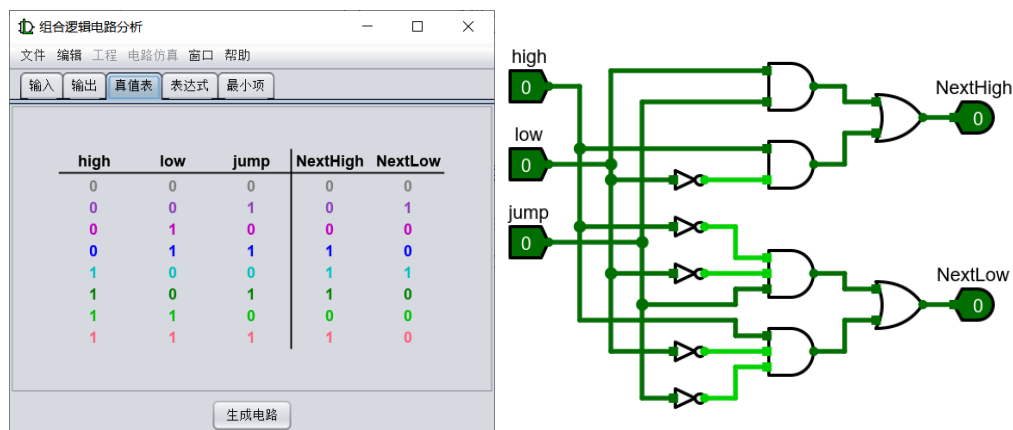 组合逻辑电路分析
文件 编辑 工程 电路仿真 窗口 帮助
输入 输出 真值表 表达式 最小项
high low jump NextHigh NextLow
0 0 0 0 0
0 0 1 0 1
0 1 0 0 0
0 1 1 1 0
1 0 0 1 1
1 0 1 1 0
1 1 0 0 0
1 1 1 1 0
生成电路
high
0
low
0
jump
0
NextHigh
0
NextLow
0